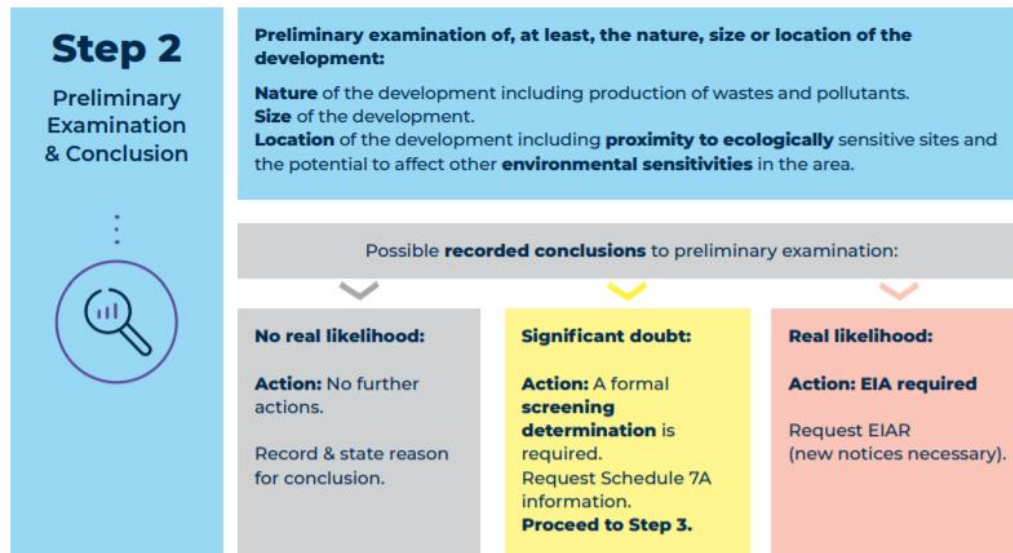 Step 2
Preliminary
Examination
& Conclusion
Preliminary examination of, at least, the nature, size or location of the
development:
Nature of the development including production of wastes and pollutants.
Size of the development.
Location of the development including proximity to ecologically sensitive sites and
the potential to affect other environmental sensitivities in the area.
Possible recorded conclusions to preliminary examination:
No real likelihood:
Action: No further
actions.
Record & state reason
for conclusion.
Significant doubt:
Action: A formal
screening
determination is
required.
Request Schedule 7A
information.
Proceed to Step 3.
Real likelihood:
Action: EIA required
Request EIAR
(new notices necessary).